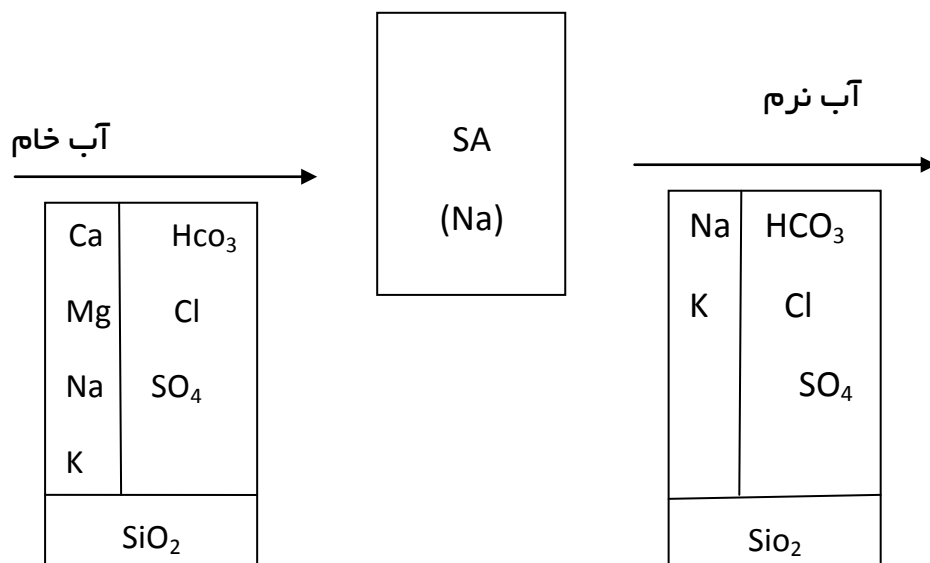 آب خام
Ca Hco₃
Mg Cl
Na SO₄
K
SiO₂
SA
(Na)
آب نرم
Na HCO₃
K Cl
SO₄
Sio₂